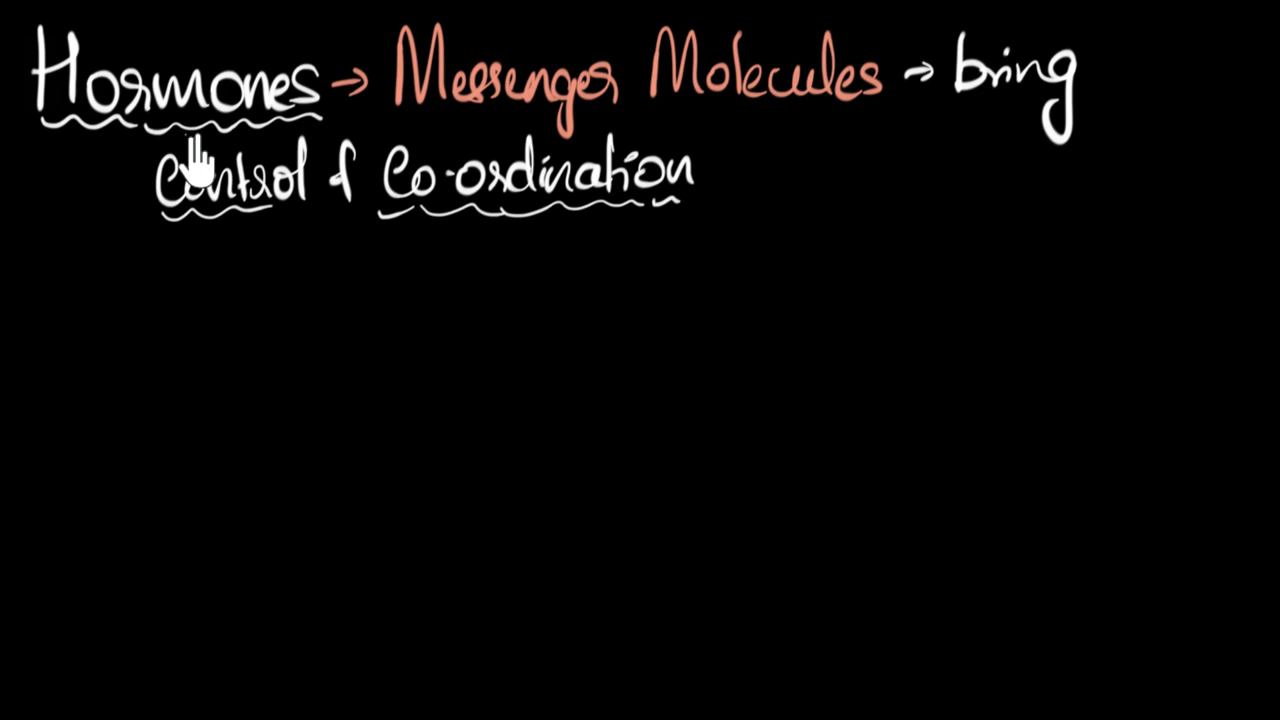 Hormones → Messenger Molecules → bring
Control & Co-ordination